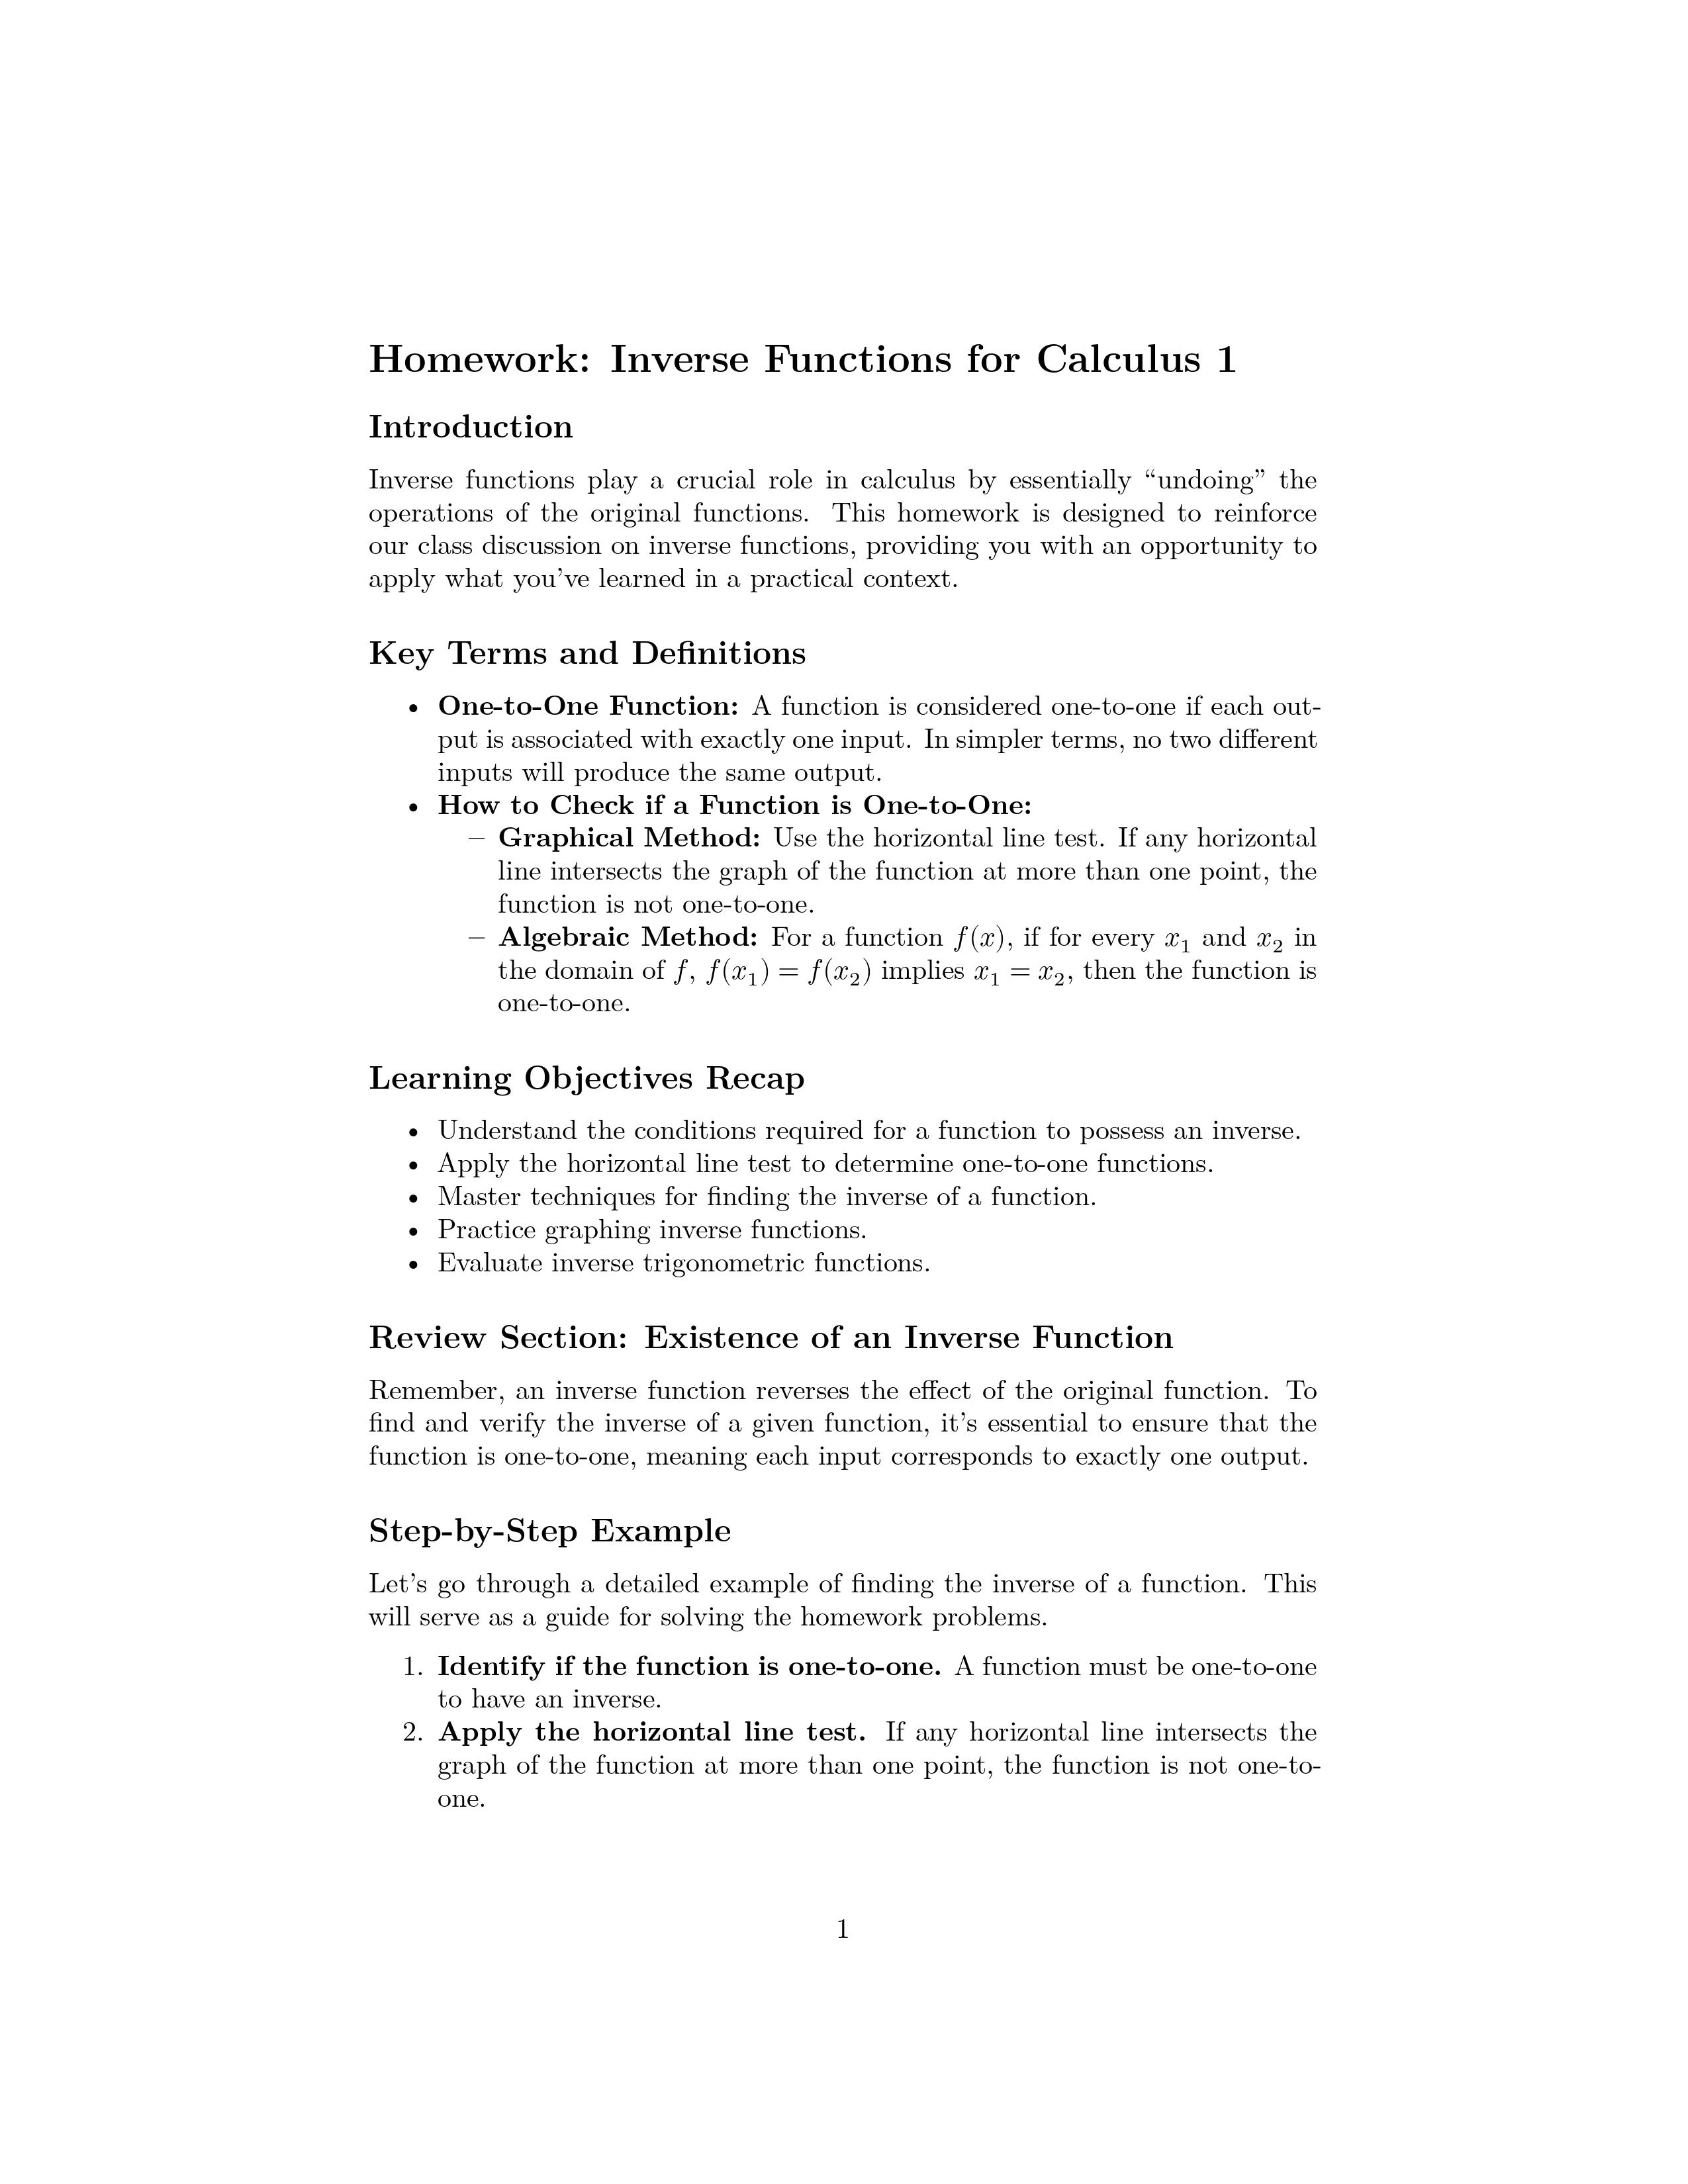 Homework: Inverse Functions for Calculus 1
Introduction
Inverse functions play a crucial role in calculus by essentially “undoing” the
operations of the original functions. This homework is designed to reinforce
our class discussion on inverse functions, providing you with an opportunity to
apply what you’ve learned in a practical context.
Key Terms and Definitions
• One-to-One Function: A function is considered one-to-one if each out-
put is associated with exactly one input. In simpler terms, no two different
inputs will produce the same output.
• How to Check if a Function is One-to-One:
– Graphical Method: Use the horizontal line test. If any horizontal
line intersects the graph of the function at more than one point, the
function is not one-to-one.
– Algebraic Method: For a function f(x), if for every x₁ and x₂ in
the domain of f, f(x₁) = f(x₂) implies x₁ = x₂, then the function is
one-to-one.
Learning Objectives Recap
• Understand the conditions required for a function to possess an inverse.
• Apply the horizontal line test to determine one-to-one functions.
• Master techniques for finding the inverse of a function.
• Practice graphing inverse functions.
• Evaluate inverse trigonometric functions.
Review Section: Existence of an Inverse Function
Remember, an inverse function reverses the effect of the original function. To
find and verify the inverse of a given function, it’s essential to ensure that the
function is one-to-one, meaning each input corresponds to exactly one output.
Step-by-Step Example
Let’s go through a detailed example of finding the inverse of a function. This
will serve as a guide for solving the homework problems.
1. Identify if the function is one-to-one. A function must be one-to-one
to have an inverse.
2. Apply the horizontal line test. If any horizontal line intersects the
graph of the function at more than one point, the function is not one-to-
one.
1